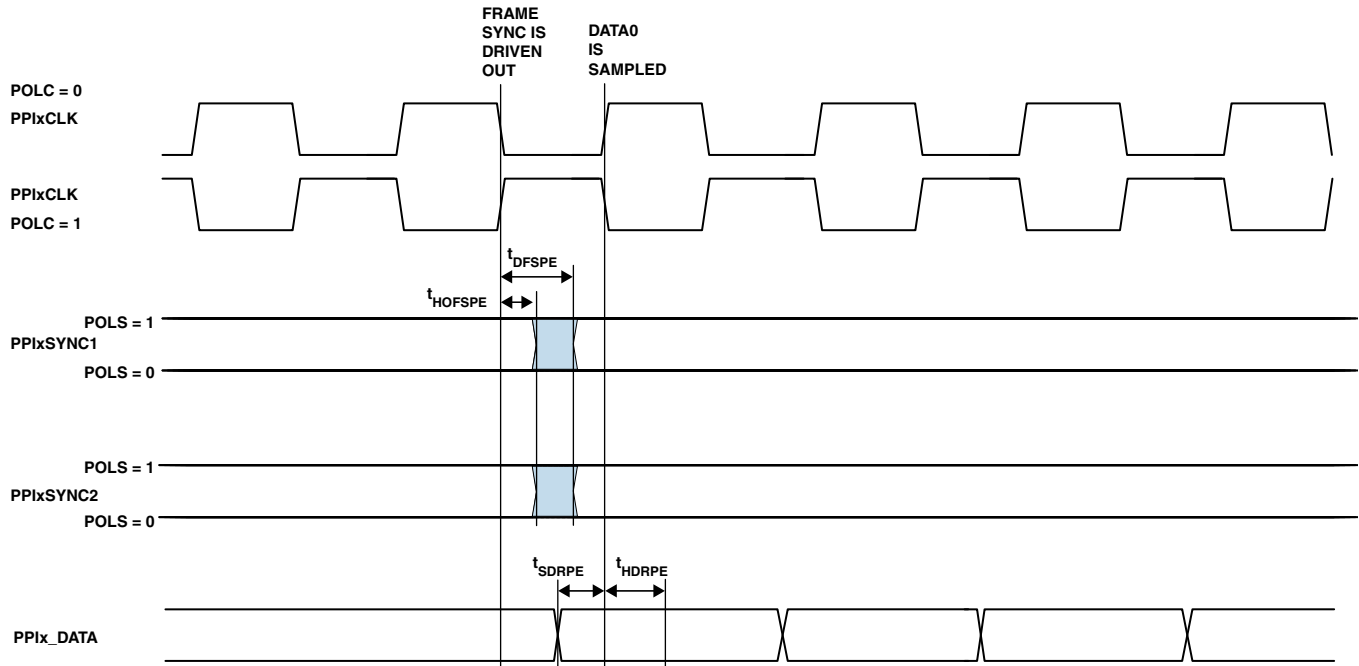 FRAME
SYNC IS
DRIVEN
OUT
DATA0
IS
SAMPLED
POLC = 0
PPIxCLK
PPIxCLK
POLC = 1
tDFSPE
tHOFSPE
POLS = 1
PPIxSYNC1
POLS = 0
POLS = 1
PPIxSYNC2
POLS = 0
tSDRPE
tHDRPE
PPIx_DATA